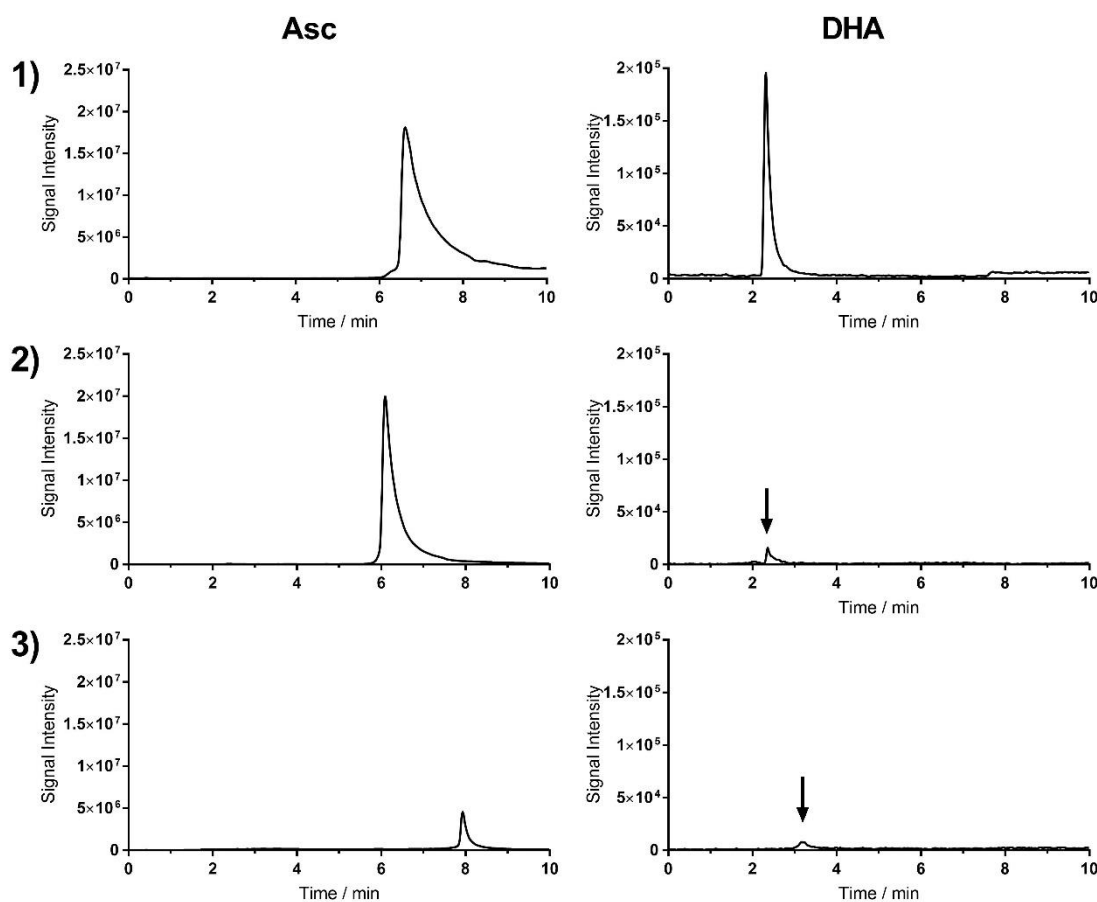 Asc
DHA
1)
Signal Intensity
2.5×10⁷
2×10⁷
1.5×10⁷
1×10⁷
5×10⁶
0
0 2 4 6 8 10
Time / min
Signal Intensity
2×10⁵
1.5×10⁵
1×10⁵
5×10⁴
0
0 2 4 6 8 10
Time / min
2)
Signal Intensity
2.5×10⁷
2×10⁷
1.5×10⁷
1×10⁷
5×10⁶
0
0 2 4 6 8 10
Time / min
Signal Intensity
2×10⁵
1.5×10⁵
1×10⁵
5×10⁴
0
0 2 4 6 8 10
Time / min
3)
Signal Intensity
2.5×10⁷
2×10⁷
1.5×10⁷
1×10⁷
5×10⁶
0
0 2 4 6 8 10
Time / min
Signal Intensity
2×10⁵
1.5×10⁵
1×10⁵
5×10⁴
0
0 2 4 6 8 10
Time / min